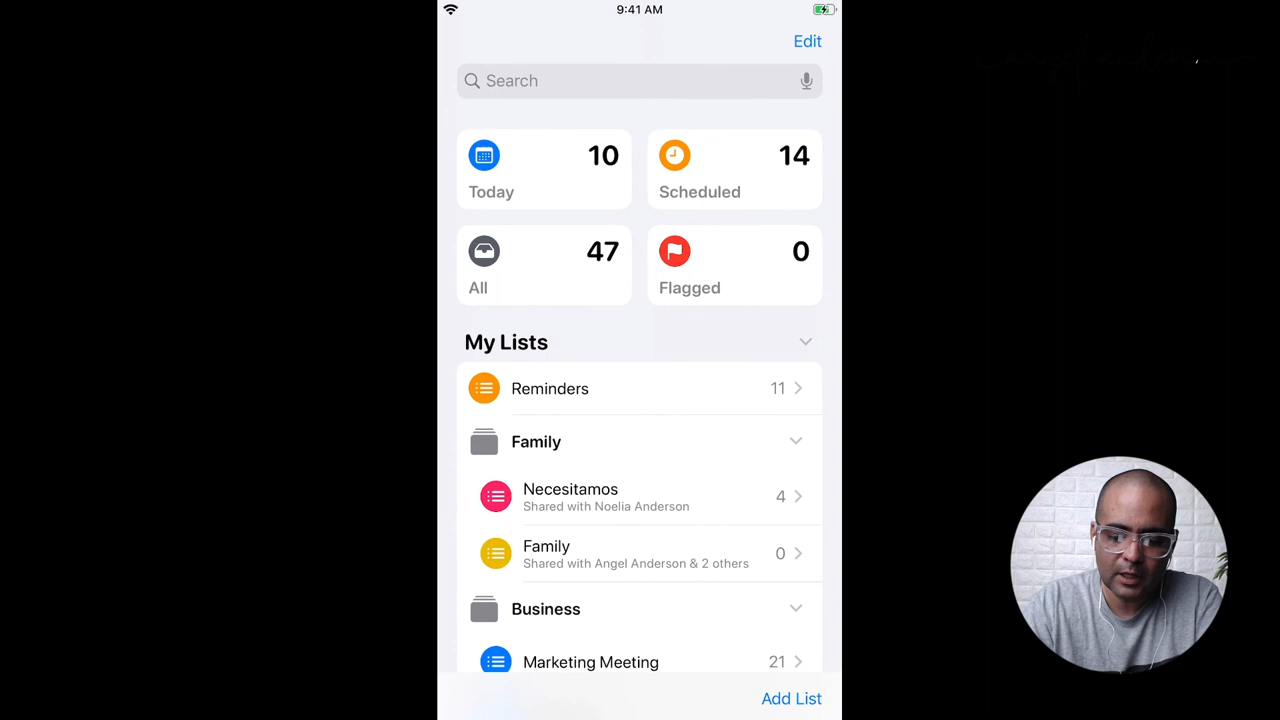 9:41 AM
Edit
Search
10
Today
14
Scheduled
47
All
0
Flagged
My Lists
Reminders 11
Family
Necesitamos
Shared with Noelia Anderson
4
Family
Shared with Angel Anderson & 2 others
0
Business
Marketing Meeting 21
Add List